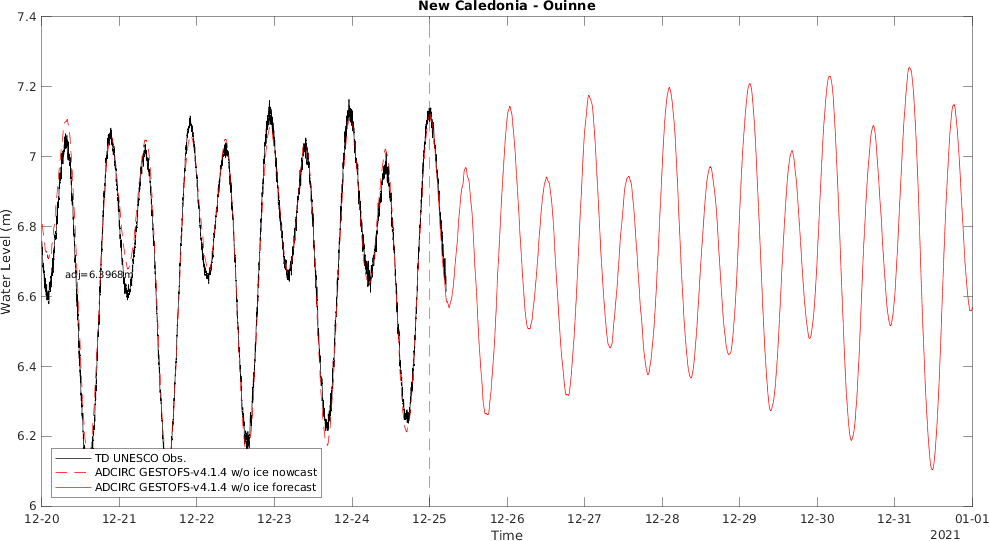 New Caledonia - Ouinne
7.4
7.2
7
6.8
6.6
6.4
6.2
6
Water Level (m)
adj=6.3968m
TD UNESCO Obs.
ADCIRC GESTOFS-v4.1.4 w/o ice nowcast
ADCIRC GESTOFS-v4.1.4 w/o ice forecast
12-20 12-21 12-22 12-23 12-24 12-25 12-26 12-27 12-28 12-29 12-30 12-31 01-01
Time
2021